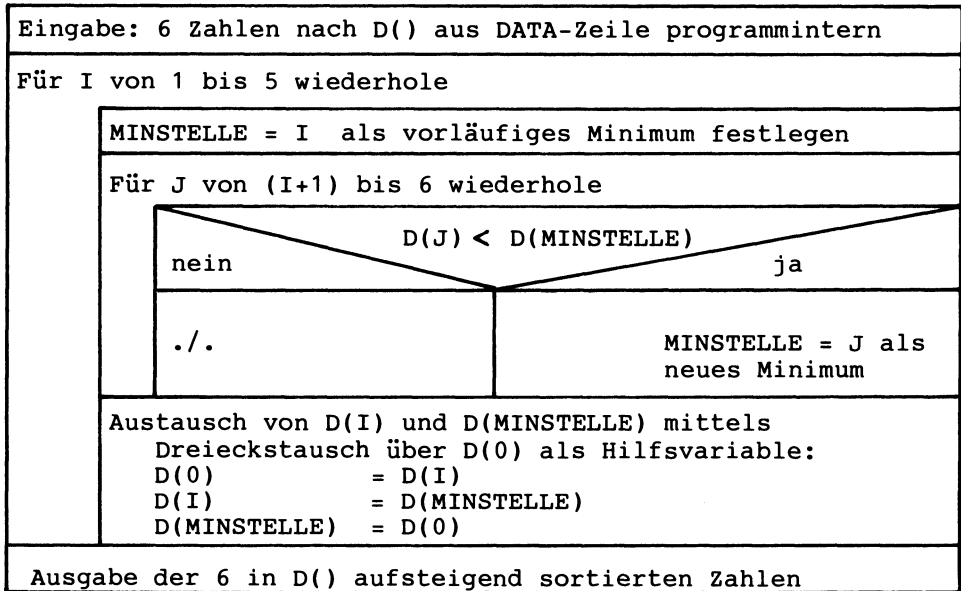 Eingabe: 6 Zahlen nach D() aus DATA-Zeile programmintern
Für I von 1 bis 5 wiederhole
MINSTELLE = I als vorläufiges Minimum festlegen
Für J von (I+1) bis 6 wiederhole
D(J) < D(MINSTELLE)
nein ja
./. MINSTELLE = J als
neues Minimum
Austausch von D(I) und D(MINSTELLE) mittels
Dreieckstausch über D(0) als Hilfsvariable:
D(0) = D(I)
D(I) = D(MINSTELLE)
D(MINSTELLE) = D(0)
Ausgabe der 6 in D() aufsteigend sortierten Zahlen